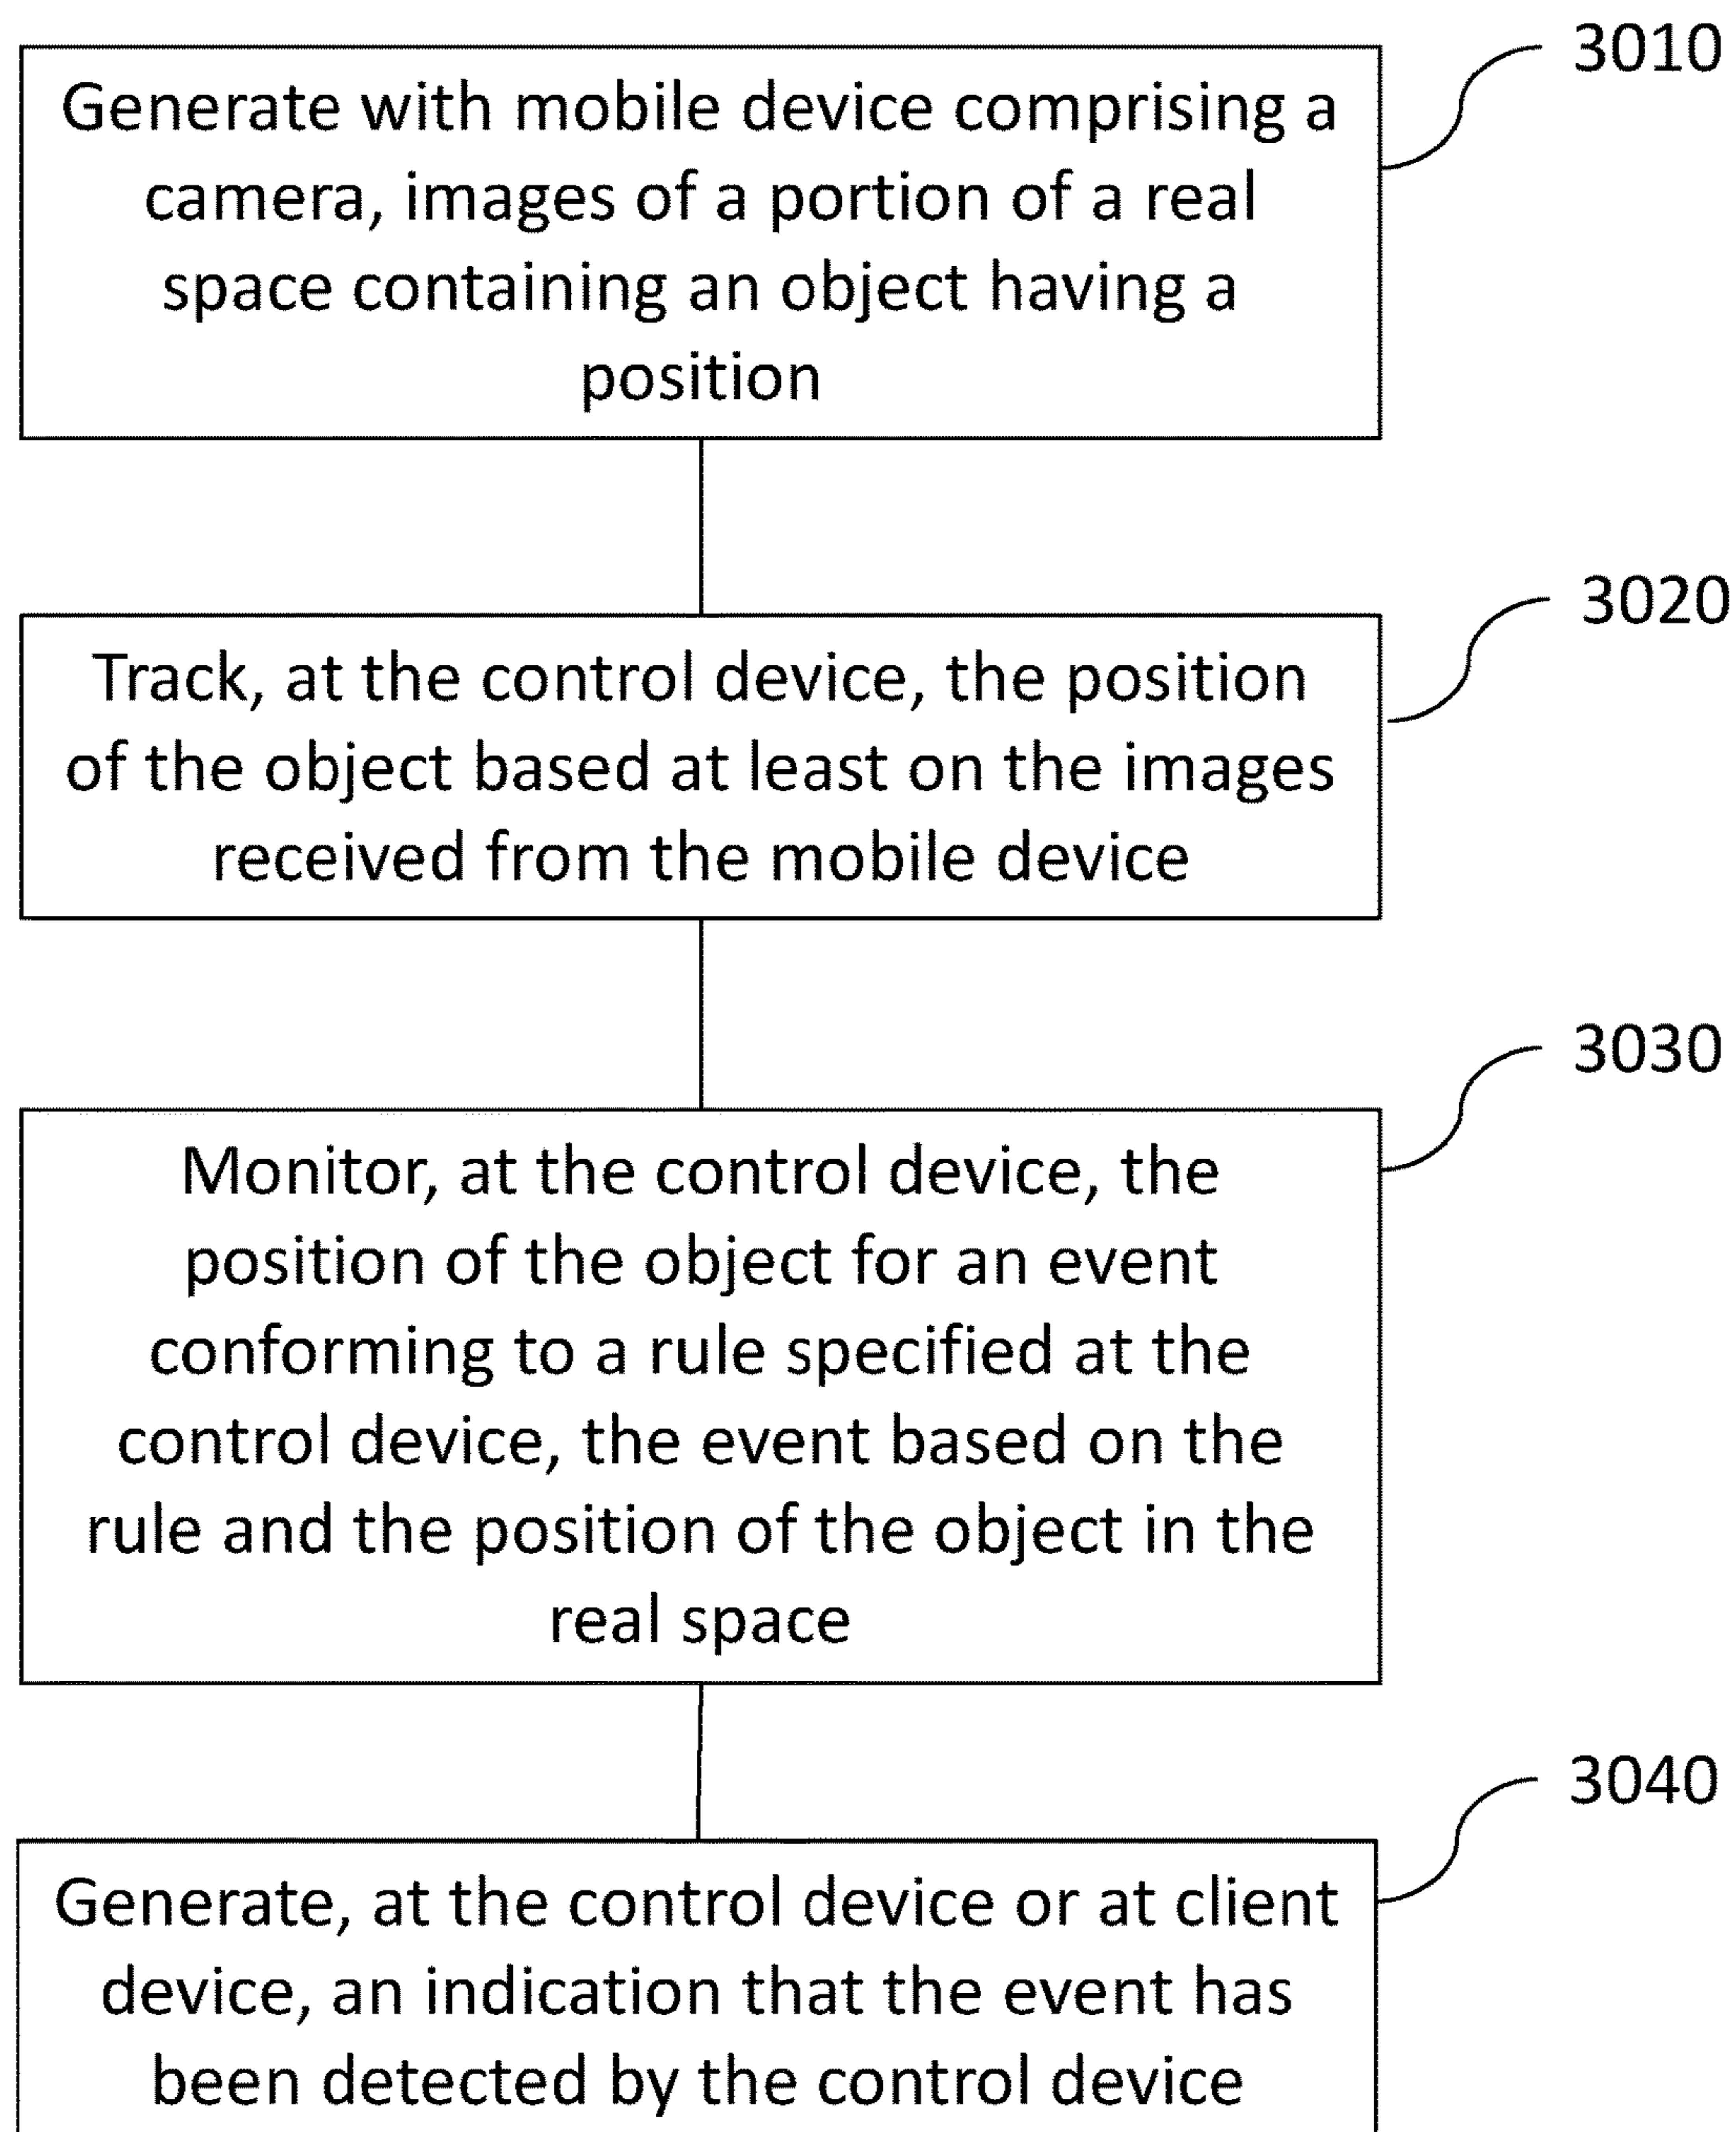 3010
Generate with mobile device comprising a
camera, images of a portion of a real
space containing an object having a
position
3020
Track, at the control device, the position
of the object based at least on the images
received from the mobile device
3030
Monitor, at the control device, the
position of the object for an event
conforming to a rule specified at the
control device, the event based on the
rule and the position of the object in the
real space
3040
Generate, at the control device or at client
device, an indication that the event has
been detected by the control device